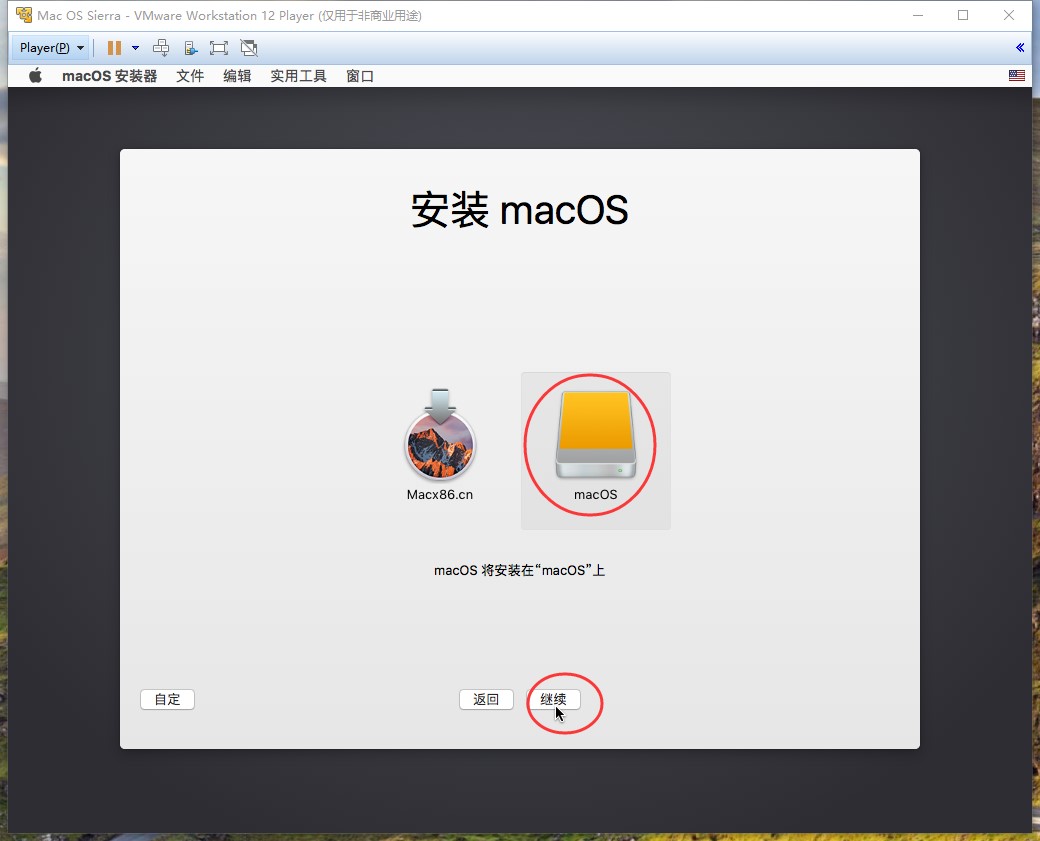 Mac OS Sierra - VMware Workstation 12 Player (仅用于非商业用途)
Player(P)
macOS 安装器 文件 编辑 实用工具 窗口
安装 macOS
Macx86.cn macOS
macOS 将安装在“macOS”上
自定 返回 继续